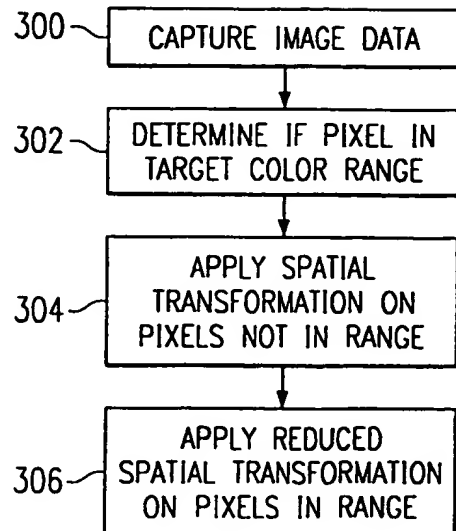 300
CAPTURE IMAGE DATA
302
DETERMINE IF PIXEL IN
TARGET COLOR RANGE
304
APPLY SPATIAL
TRANSFORMATION ON
PIXELS NOT IN RANGE
306
APPLY REDUCED
SPATIAL TRANSFORMATION
ON PIXELS IN RANGE